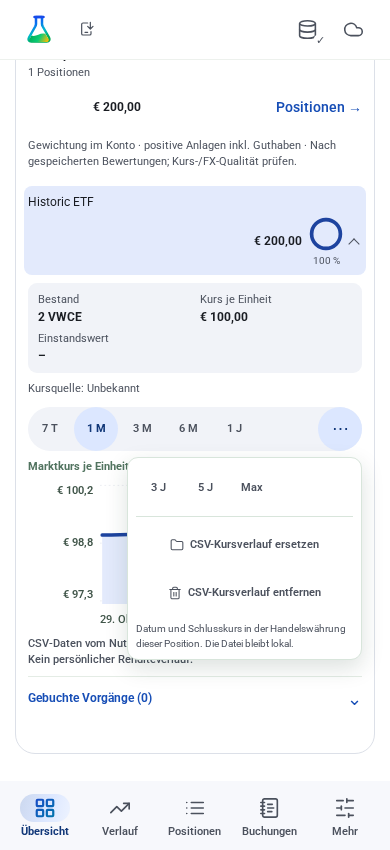 1 Positionen
€ 200,00
Positionen →
Gewichtung im Konto · positive Anlagen inkl. Guthaben · Nach
gespeicherten Bewertungen; Kurs-/FX-Qualität prüfen.
Historic ETF
€ 200,00
100 %
Bestand
Kurs je Einheit
2 VWCE
€ 100,00
Einstandswert
–
Kursquelle: Unbekannt
7 T
1 M
3 M
6 M
1 J
Marktkurs je Einheit
3 J
5 J
Max
€ 100,2
€ 98,8
€ 97,3
CSV-Kursverlauf ersetzen
CSV-Kursverlauf entfernen
29. O
Datum und Schlusskurs in der Handelswährung
dieser Position. Die Datei bleibt lokal.
CSV-Daten vom Nut
Kein persönlicher Renditeverlauf.
Gebuchte Vorgänge (0)
Übersicht
Verlauf
Positionen
Buchungen
Mehr